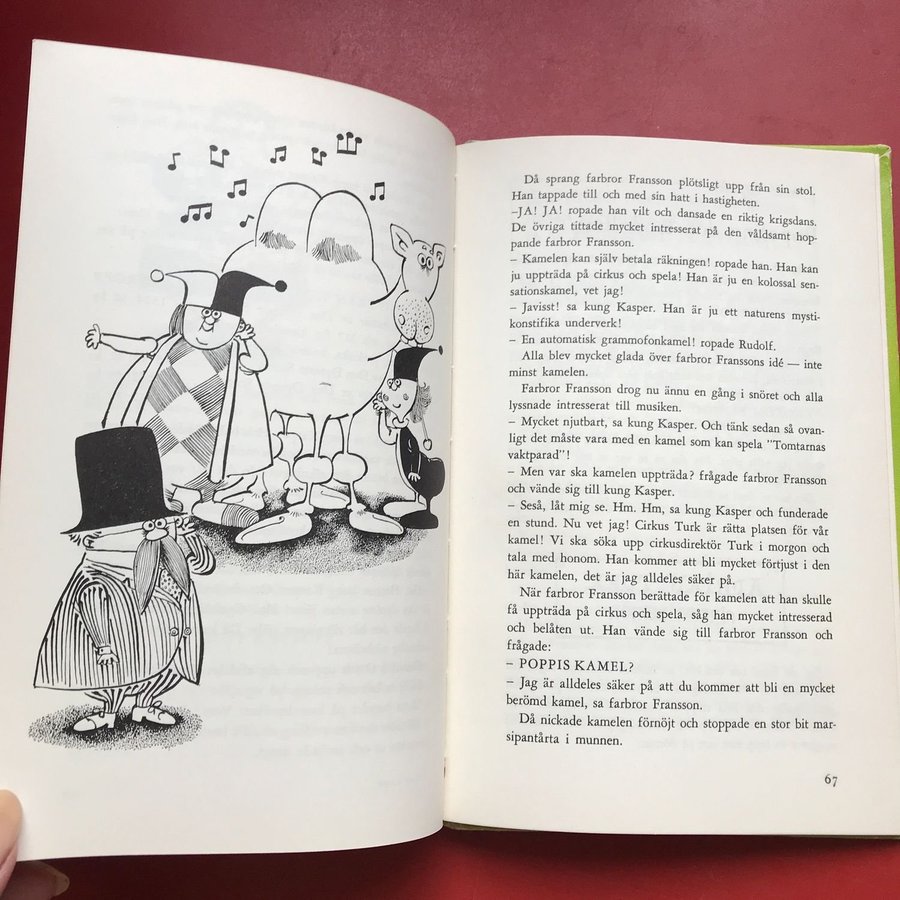 Då sprang farbror Fransson plötsligt upp från sin stol.
Han tappade till och med sin hatt i hastigheten.
–JA! JA! ropade han vilt och dansade en riktig krigsdans.
De övriga tittade mycket intresserat på den våldsamt hop-
pande farbror Fransson.
– Kamelen kan själv betala räkningen! ropade han. Han kan
ju uppträda på cirkus och spela! Han är ju en kolossal sen-
sationskamel, vet jag!
– Javisst! sa kung Kasper. Han är ju ett naturens mysti-
konstifika underverk!
– En automatisk grammofonkamel! ropade Rudolf.
Alla blev mycket glada över farbror Franssons idé — inte
minst kamelen.
Farbror Fransson drog nu ännu en gång i snöret och alla
lyssnade intresserat till musiken.
– Mycket njutbart, sa kung Kasper. Och tänk sedan så ovan-
ligt det måste vara med en kamel som kan spela "Tomtarnas
vaktparad"!
– Men var ska kamelen uppträda? frågade farbror Fransson
och vände sig till kung Kasper.
– Seså, låt mig se. Hm. Hm, sa kung Kasper och funderade
en stund. Nu vet jag! Cirkus Turk är rätta platsen för vår
kamel! Vi ska söka upp cirkusdirektör Turk i morgon och
tala med honom. Han kommer att bli mycket förtjust i den
här kamelen, det är jag alldeles säker på.
När farbror Fransson berättade för kamelen att han skulle
få uppträda på cirkus och spela, såg han mycket intresserad
och belåten ut. Han vände sig till farbror Fransson och
frågade:
– POPPIS KAMEL?
– Jag är alldeles säker på att du kommer att bli en mycket
berömd kamel, sa farbror Fransson.
Då nickade kamelen förnöjt och stoppade en stor bit mar-
sipantårta i munnen.
67